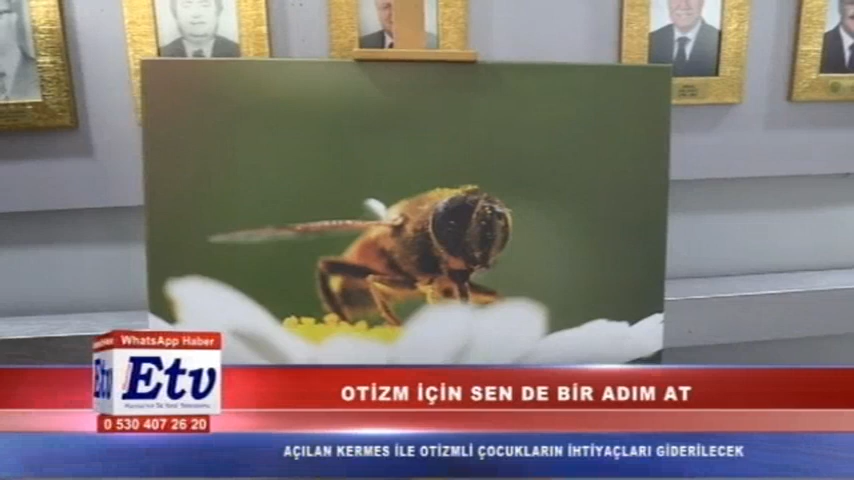 WhatsApp Haber
Etv
Etv
0 530 407 26 20
OTİZM İÇİN SEN DE BİR ADIM AT
AÇILAN KERMES İLE OTİZMLİ ÇOCUKLARIN İHTİYAÇLARI GİDERİLECEK